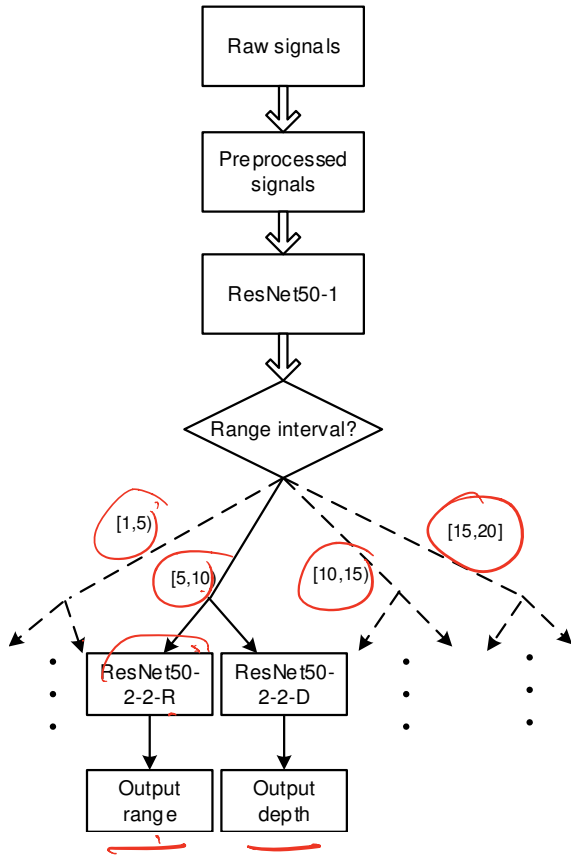 Raw signals
Preprocessed
signals
ResNet50-1
Range interval?
[1,5)
[5,10)
[10,15)
[15,20]
ResNet50-
2-2-R
ResNet50-
2-2-D
Output
range
Output
depth